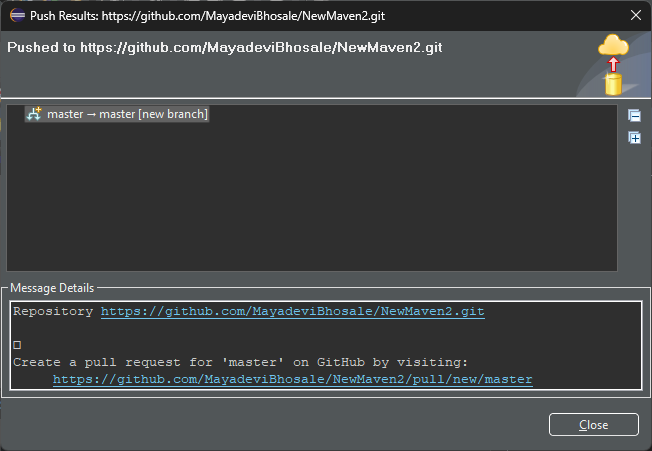 Push Results: https://github.com/MayadeviBhosale/NewMaven2.git
Pushed to https://github.com/MayadeviBhosale/NewMaven2.git
master → master [new branch]
Message Details
Repository https://github.com/MayadeviBhosale/NewMaven2.git
Create a pull request for 'master' on GitHub by visiting:
https://github.com/MayadeviBhosale/NewMaven2/pull/new/master
Close